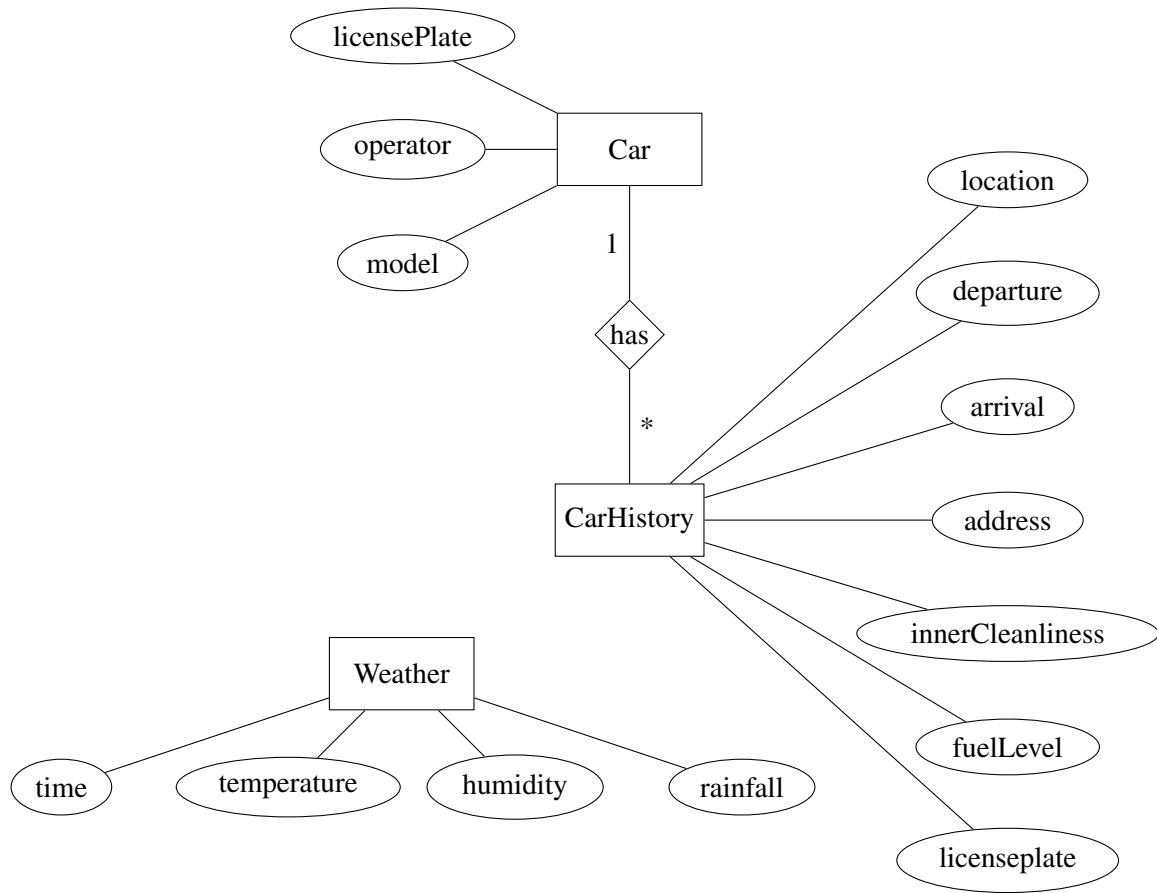 licensePlate
operator
Car
location
model
1
departure
has
arrival
*
CarHistory
address
innerCleanliness
Weather
fuelLevel
time
temperature
humidity
rainfall
licenseplate